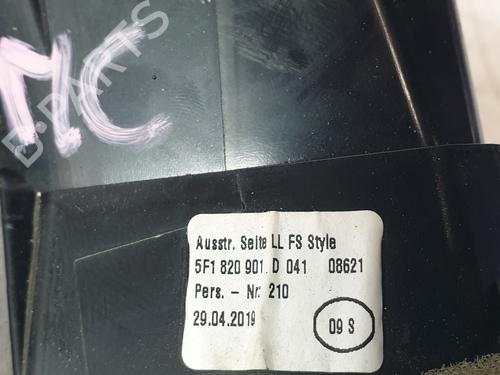 MC
B-PARTS
Ausstr. Seite LL FS Style
5F1 820 901 D 041 08621
Pers. - Nr. 210
29.04.2019
09 S